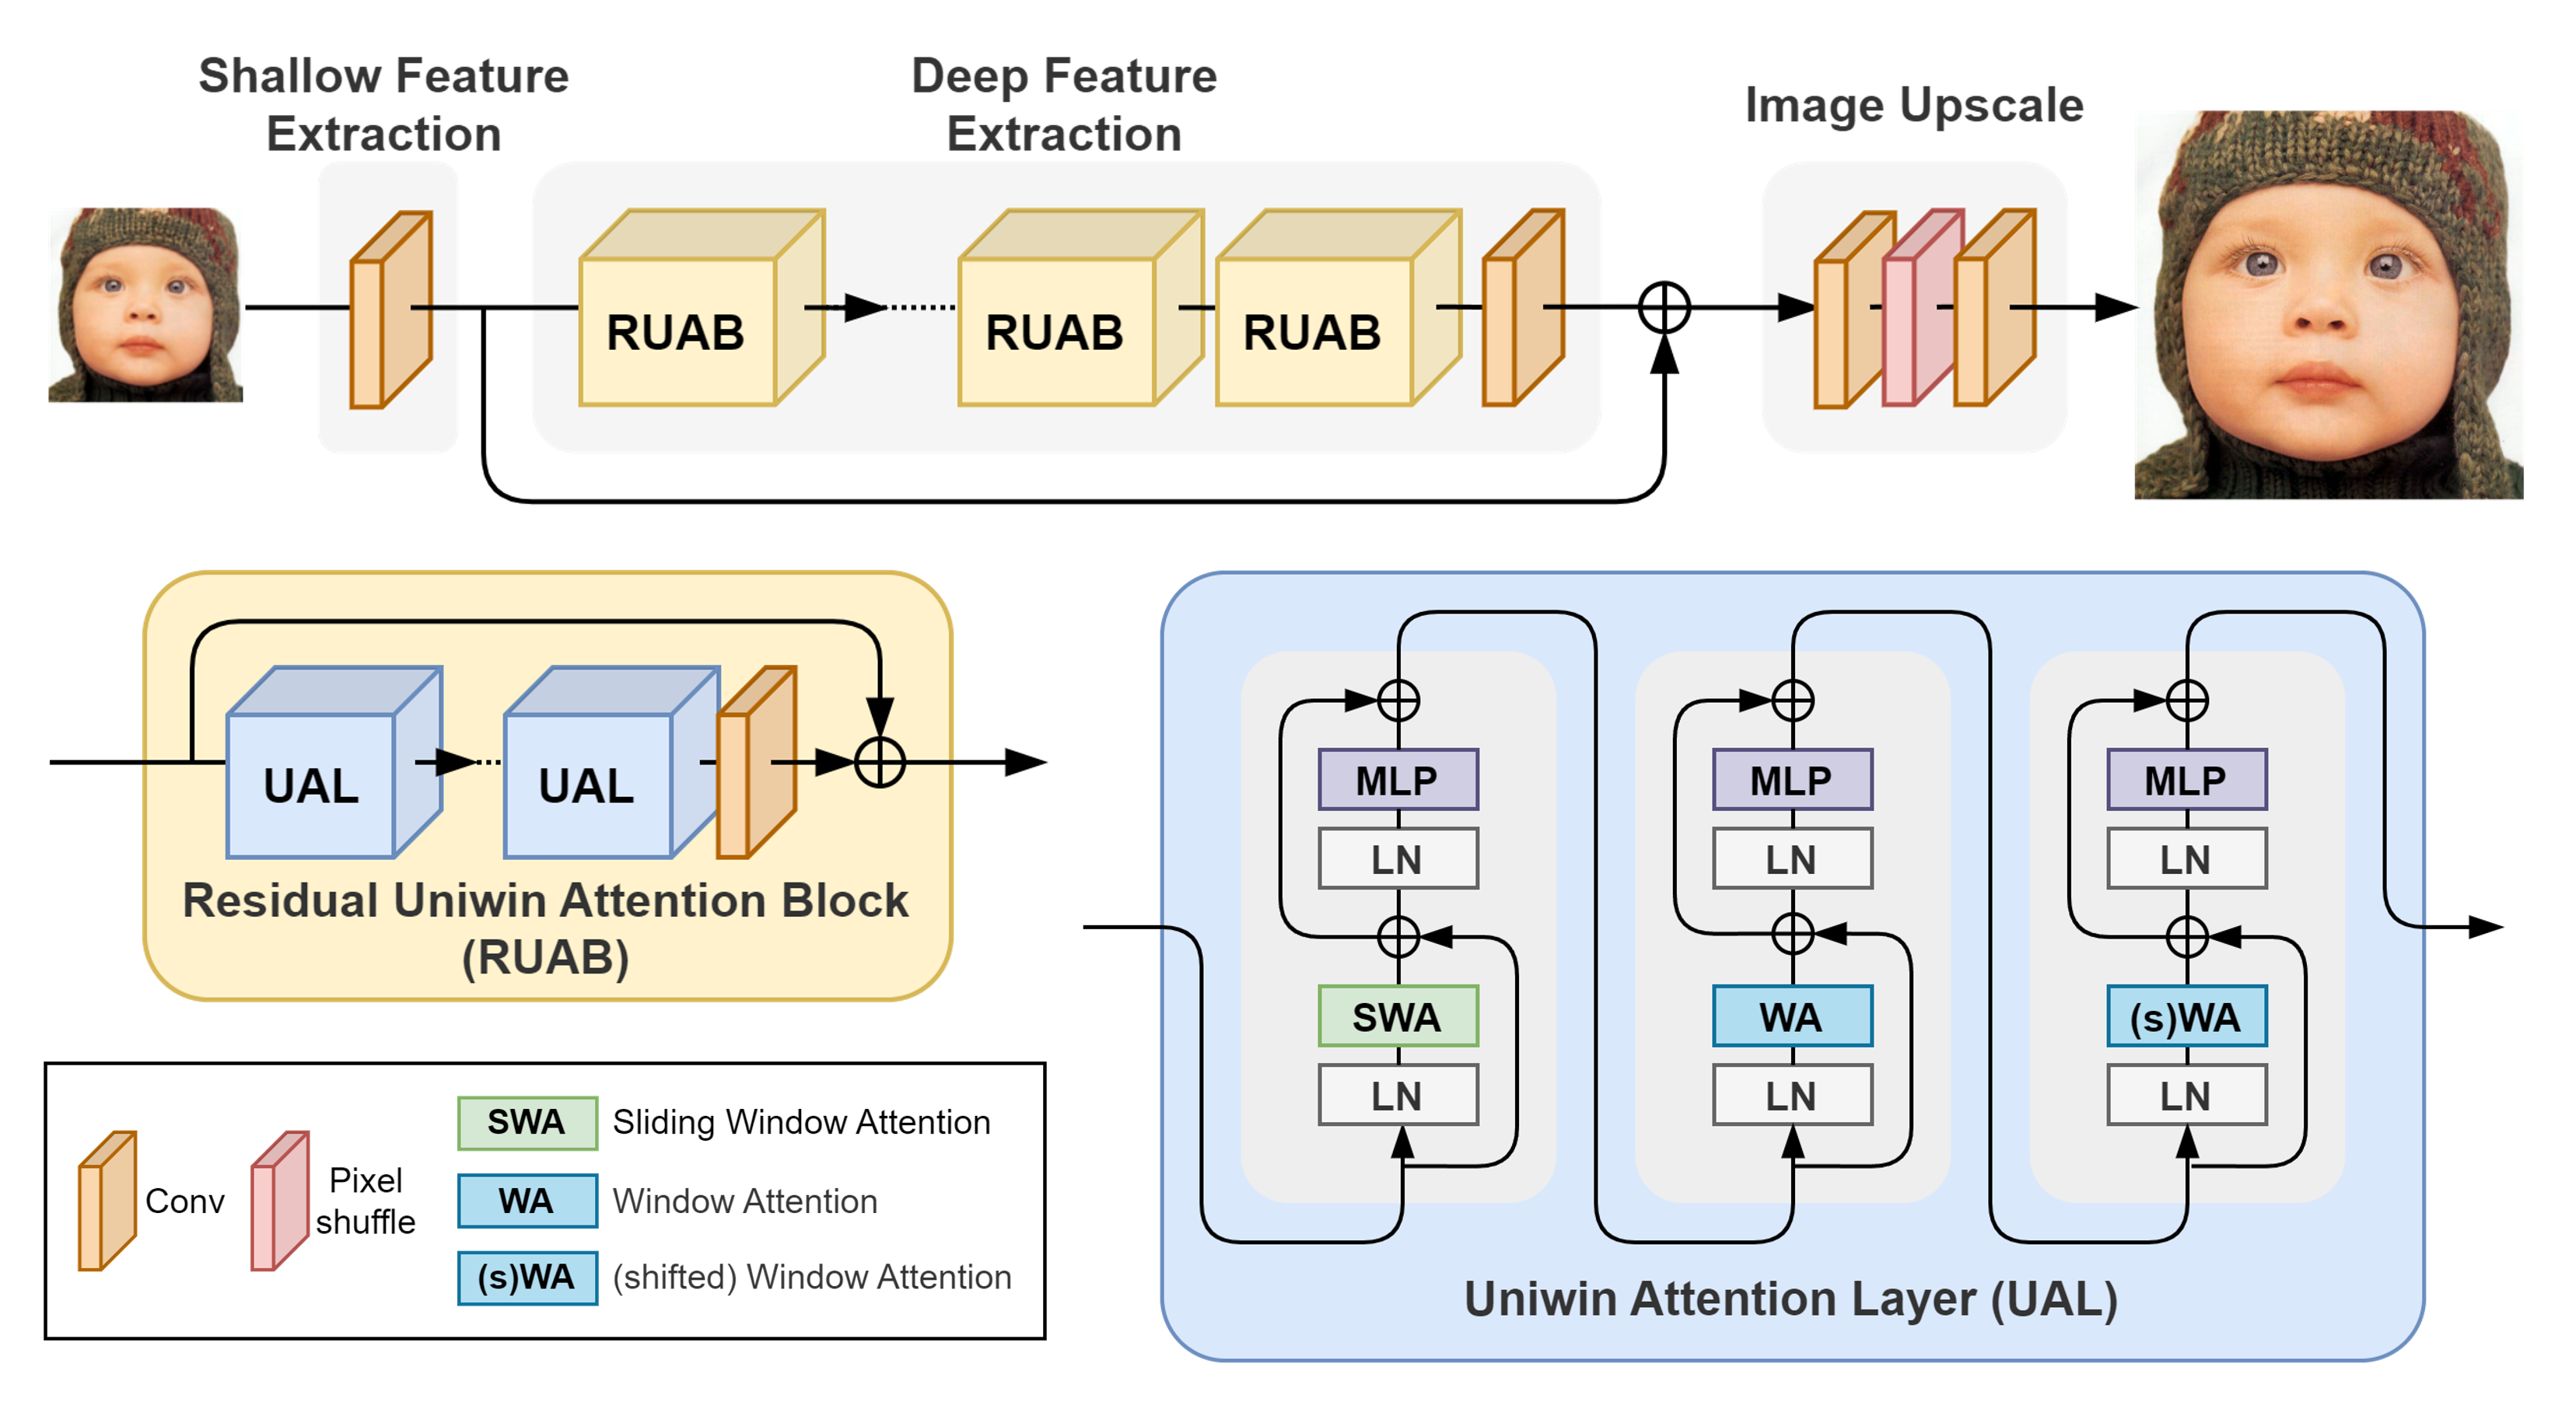 Shallow Feature
Extraction
Deep Feature
Extraction
Image Upscale
RUAB
RUAB
RUAB
UAL
UAL
Residual Uniwin Attention Block
(RUAB)
MLP
LN
SWA
LN
MLP
LN
WA
LN
MLP
LN
(s)WA
LN
Uniwin Attention Layer (UAL)
Conv
Pixel
shuffle
SWA Sliding Window Attention
WA Window Attention
(s)WA (shifted) Window Attention